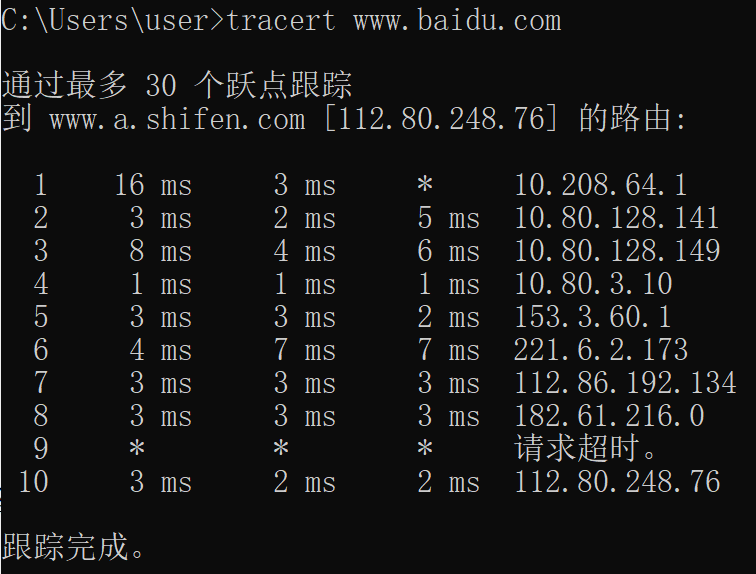 C:\Users\user>tracert www.baidu.com
通过最多 30 个跃点跟踪
到 www.a.shifen.com [112.80.248.76] 的路由:
1 16 ms 3 ms * 10.208.64.1
2 3 ms 2 ms 5 ms 10.80.128.141
3 8 ms 4 ms 6 ms 10.80.128.149
4 1 ms 1 ms 1 ms 10.80.3.10
5 3 ms 3 ms 2 ms 153.3.60.1
6 4 ms 7 ms 7 ms 221.6.2.173
7 3 ms 3 ms 3 ms 112.86.192.134
8 3 ms 3 ms 3 ms 182.61.216.0
9 * * * 请求超时。
10 3 ms 2 ms 2 ms 112.80.248.76
跟踪完成。